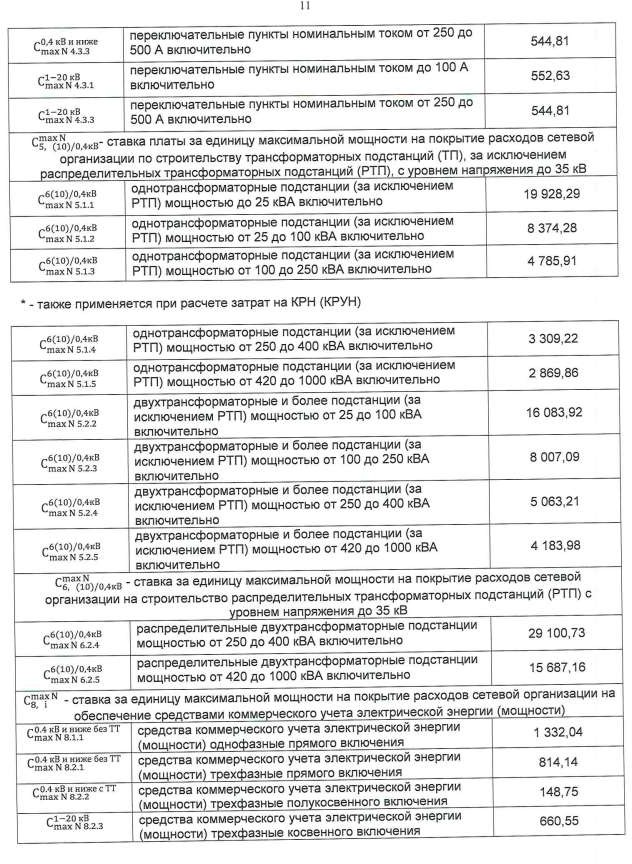 11
C 0,4 кВ и ниже max N 4.3.3 переключательные пункты номинальным током от 250 до
500 А включительно 544,81
C 1–20 кВ max N 4.3.1 переключательные пункты номинальным током до 100 А
включительно 552,63
C 1–20 кВ max N 4.3.3 переключательные пункты номинальным током от 250 до
500 А включительно 544,81
C max N 5, (10)/0,4кВ - ставка платы за единицу максимальной мощности на покрытие расходов сетевой
организации по строительству трансформаторных подстанций (ТП), за исключением
распределительных трансформаторных подстанций (РТП), с уровнем напряжения до 35 кВ
C 6(10)/0,4кВ max N 5.1.1 однотрансформаторные подстанции (за исключением
РТП) мощностью до 25 кВА включительно 19 928,29
C 6(10)/0,4кВ max N 5.1.2 однотрансформаторные подстанции (за исключением
РТП) мощностью от 25 до 100 кВА включительно 8 374,28
C 6(10)/0,4кВ max N 5.1.3 однотрансформаторные подстанции (за исключением
РТП) мощностью от 100 до 250 кВА включительно 4 785,91
* - также применяется при расчете затрат на КРН (КРУН)
C 6(10)/0,4кВ max N 5.1.4 однотрансформаторные подстанции (за исключением
РТП) мощностью от 250 до 400 кВА включительно 3 309,22
C 6(10)/0,4кВ max N 5.1.5 однотрансформаторные подстанции (за исключением
РТП) мощностью от 420 до 1000 кВА включительно 2 869,86
C 6(10)/0,4кВ max N 5.2.2 двухтрансформаторные и более подстанции (за
исключением РТП) мощностью от 25 до 100 кВА
включительно 16 083,92
C 6(10)/0,4кВ max N 5.2.3 двухтрансформаторные и более подстанции (за
исключением РТП) мощностью от 100 до 250 кВА
включительно 8 007,09
C 6(10)/0,4кВ max N 5.2.4 двухтрансформаторные и более подстанции (за
исключением РТП) мощностью от 250 до 400 кВА
включительно 5 063,21
C 6(10)/0,4кВ max N 5.2.5 двухтрансформаторные и более подстанции (за
исключением РТП) мощностью от 420 до 1000 кВА
включительно 4 183,98
C max N 6, (10)/0,4кВ - ставка за единицу максимальной мощности на покрытие расходов сетевой
организации на строительство распределительных трансформаторных подстанций (РТП) с
уровнем напряжения до 35 кВ
C 6(10)/0,4кВ max N 6.2.4 распределительные двухтрансформаторные подстанции
мощностью от 250 до 400 кВА включительно 29 100,73
C 6(10)/0,4кВ max N 6.2.5 распределительные двухтрансформаторные подстанции
мощностью от 420 до 1000 кВА включительно 15 687,16
C max N 8, i - ставка за единицу максимальной мощности на покрытие расходов сетевой организации на
обеспечение средствами коммерческого учета электрической энергии (мощности)
C 0.4 кВ и ниже без ТТ max N 8.1.1 средства коммерческого учета электрической энергии
(мощности) однофазные прямого включения 1 332,04
C 0.4 кВ и ниже без ТТ max N 8.2.1 средства коммерческого учета электрической энергии
(мощности) трехфазные прямого включения 814,14
C 0.4 кВ и ниже с ТТ max N 8.2.2 средства коммерческого учета электрической энергии
(мощности) трехфазные полукосвенного включения 148,75
C 1–20 кВ max N 8.2.3 средства коммерческого учета электрической энергии
(мощности) трехфазные косвенного включения 660,55